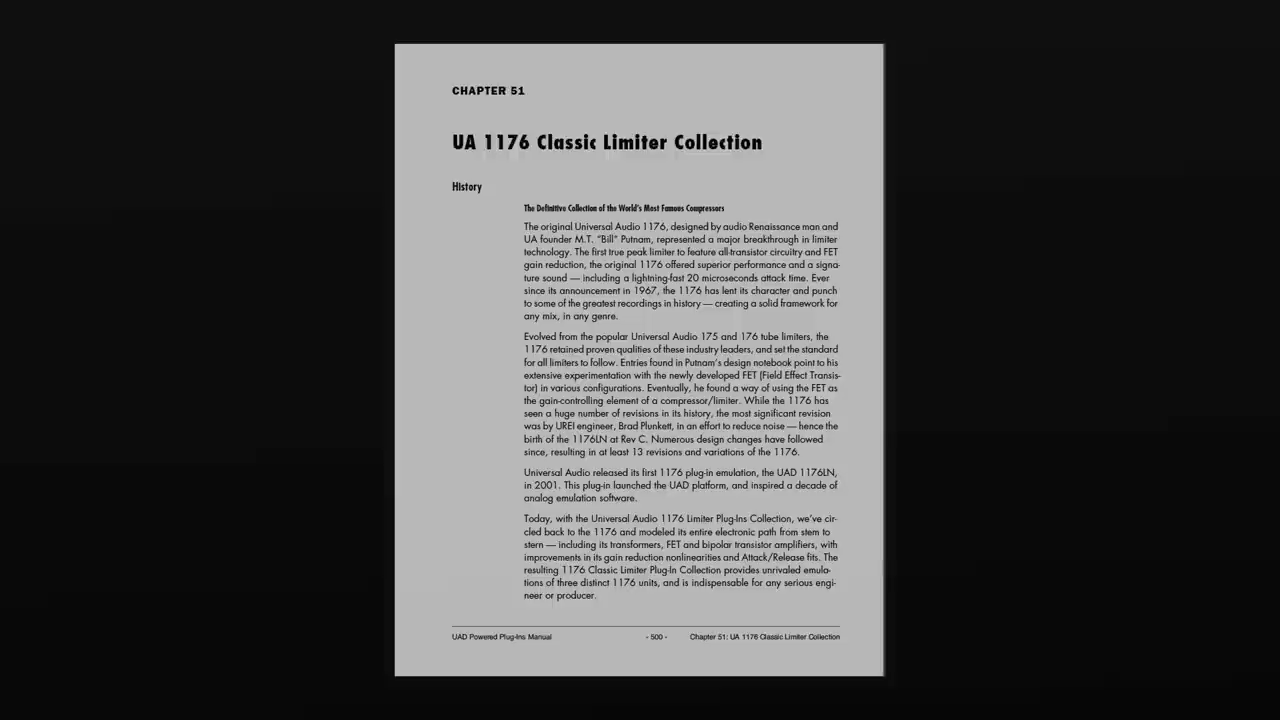 CHAPTER 51
UA 1176 Classic Limiter Collection
History
The Definitive Collection of the World's Most Famous Compressors
The original Universal Audio 1176, designed by audio Renaissance man and
UA founder M.T. “Bill” Putnam, represented a major breakthrough in limiter
technology. The first true peak limiter to feature all-transistor circuitry and FET
gain reduction, the original 1176 offered superior performance and a signa-
ture sound — including a lightning-fast 20 microseconds attack time. Ever
since its announcement in 1967, the 1176 has lent its character and punch
to some of the greatest recordings in history — creating a solid framework for
any mix, in any genre.
Evolved from the popular Universal Audio 175 and 176 tube limiters, the
1176 retained proven qualities of these industry leaders, and set the standard
for all limiters to follow. Entries found in Putnam's design notebook point to his
extensive experimentation with the newly developed FET (Field Effect Transis-
tor) in various configurations. Eventually, he found a way of using the FET as
the gain-controlling element of a compressor/limiter. While the 1176 has
seen a huge number of revisions in its history, the most significant revision
was by UREI engineer, Brad Plunkett, in an effort to reduce noise — hence the
birth of the 1176LN at Rev C. Numerous design changes have followed
since, resulting in at least 13 revisions and variations of the 1176.
Universal Audio released its first 1176 plug-in emulation, the UAD 1176LN,
in 2001. This plug-in launched the UAD platform, and inspired a decade of
analog emulation software.
Today, with the Universal Audio 1176 Limiter Plug-Ins Collection, we've cir-
cled back to the 1176 and modeled its entire electronic path from stem to
stern — including its transformers, FET and bipolar transistor amplifiers, with
improvements in its gain reduction nonlinearities and Attack/Release fits. The
resulting 1176 Classic Limiter Plug-In Collection provides unrivaled emula-
tions of three distinct 1176 units, and is indispensable for any serious engi-
neer or producer.
UAD Powered Plug-Ins Manual - 500 - Chapter 51: UA 1176 Classic Limiter Collection